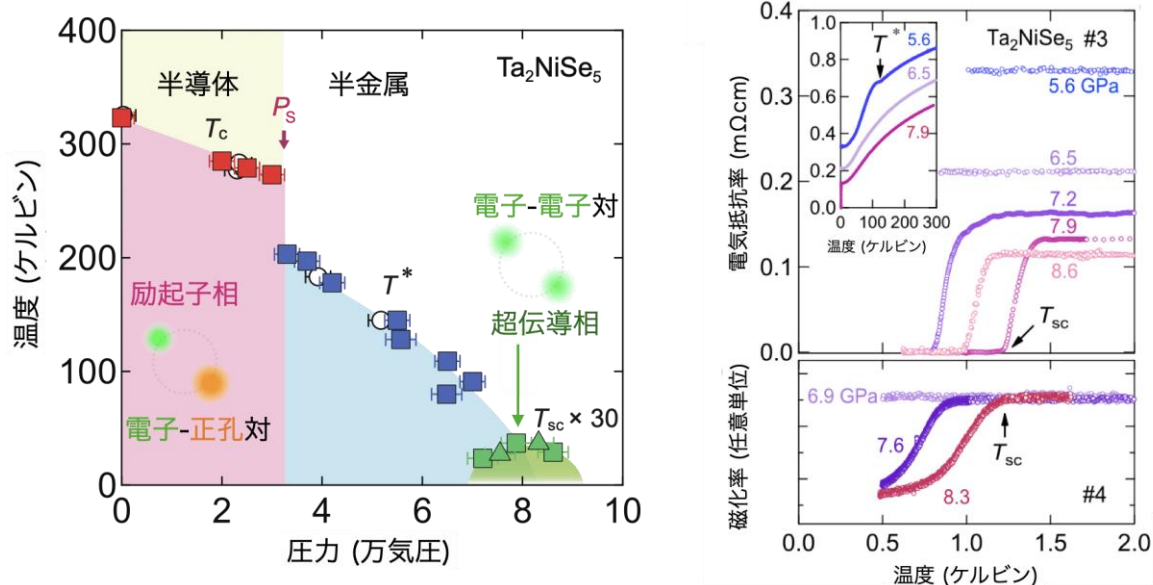 400
300
200
100
0
温度 (ケルビン)
0
2
4
6
8
10
圧力 (万気圧)
Ta₂NiSe₅
半導体
半金属
Pₛ
T꜀
T*
励起子相
電子-正孔対
電子-電子対
超伝導相
Tsc × 30
0.4
0.3
0.2
0.1
0.0
電気抵抗率 (mΩcm)
Ta₂NiSe₅ #3
5.6 GPa
6.5
7.2
7.9
8.6
Tsc
1.0
0.8
0.6
0.4
0.2
0.0
T*
5.6
6.5
7.9
0
100
200
300
温度 (ケルビン)
磁化率 (任意単位)
6.9 GPa
7.6
8.3
Tsc
#4
0.0
0.5
1.0
1.5
2.0
温度 (ケルビン)